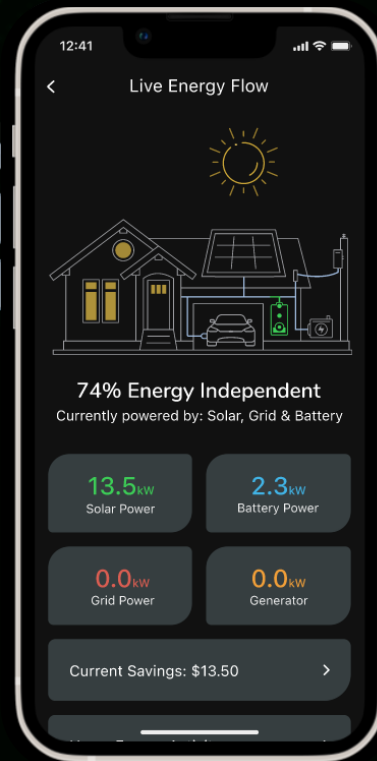 12:41
Live Energy Flow
74% Energy Independent
Currently powered by: Solar, Grid & Battery
13.5kW
Solar Power
2.3kW
Battery Power
0.0kW
Grid Power
0.0kW
Generator
Current Savings: $13.50